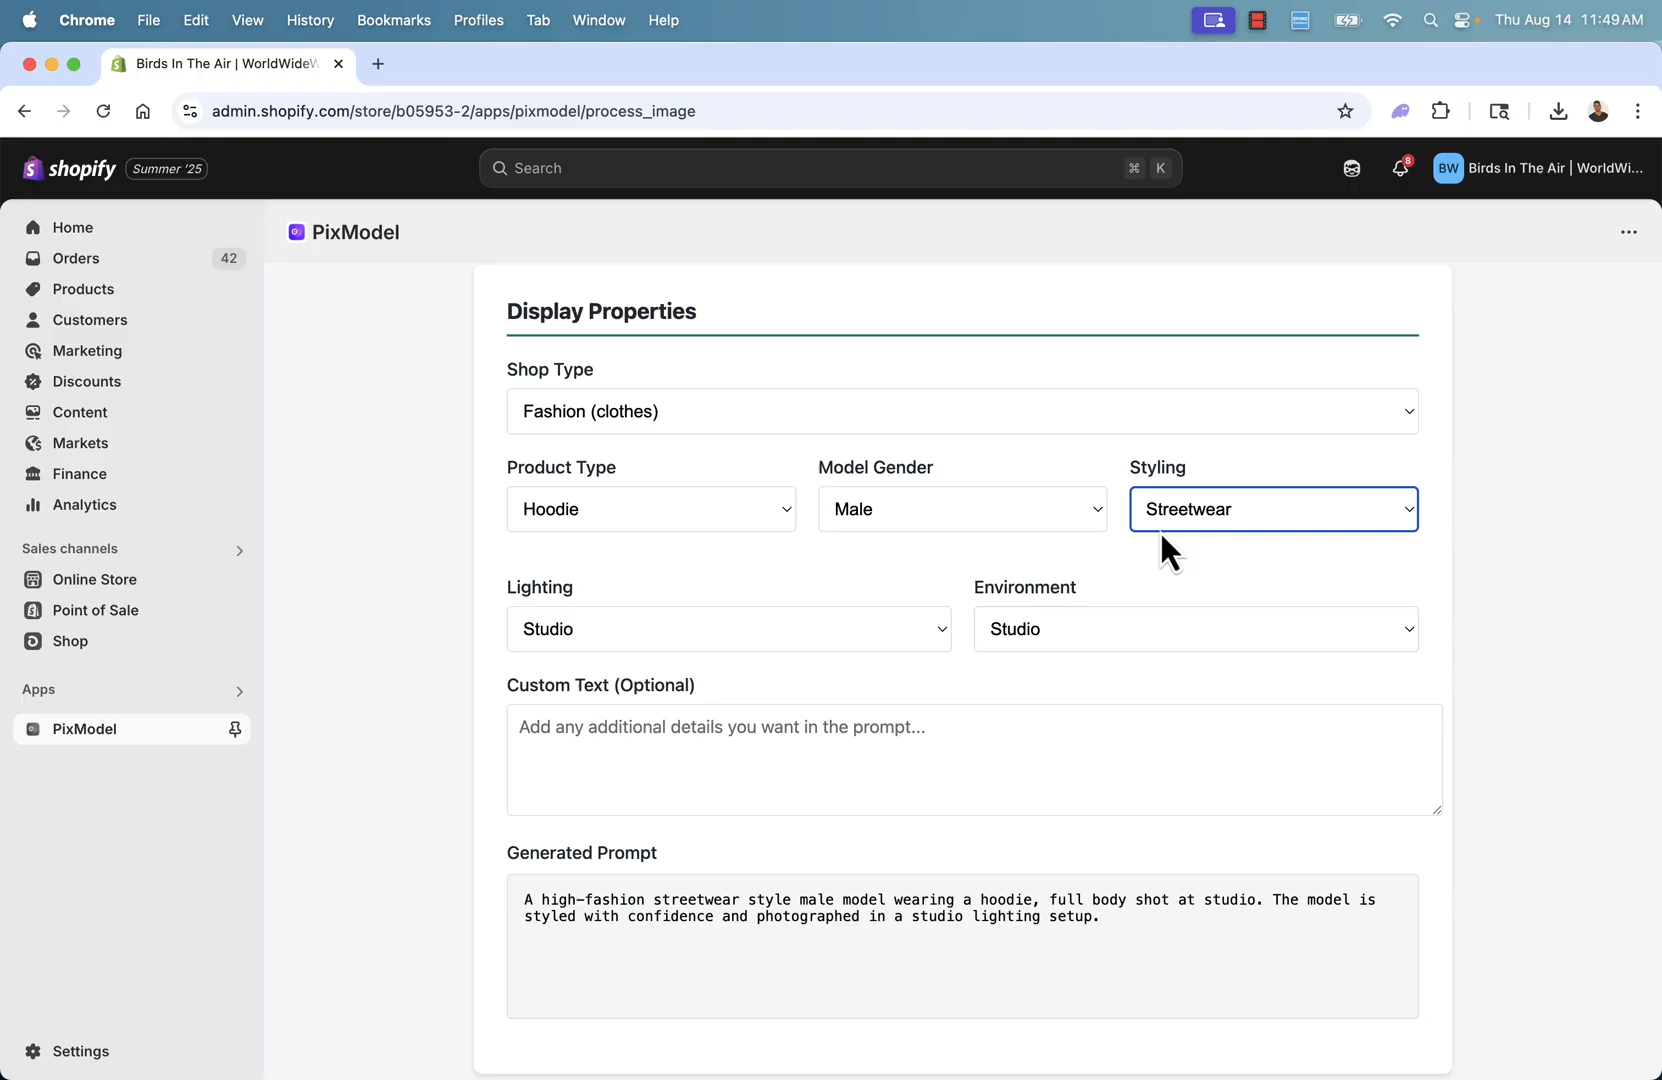 Chrome File Edit View History Bookmarks Profiles Tab Window Help
Thu Aug 14 11:49 AM
Birds In The Air | WorldWideW
admin.shopify.com/store/b05953-2/apps/pixmodel/process_image
shopify Summer '25
Search ⌘ K
8
BW Birds In The Air | WorldWi...
Home
Orders 42
Products
Customers
Marketing
Discounts
Content
Markets
Finance
Analytics
Sales channels
Online Store
Point of Sale
Shop
Apps
PixModel
Settings
PixModel
Display Properties
Shop Type
Fashion (clothes)
Product Type Model Gender Styling
Hoodie Male Streetwear
Lighting Environment
Studio Studio
Custom Text (Optional)
Add any additional details you want in the prompt...
Generated Prompt
A high-fashion streetwear style male model wearing a hoodie, full body shot at studio. The model is
styled with confidence and photographed in a studio lighting setup.